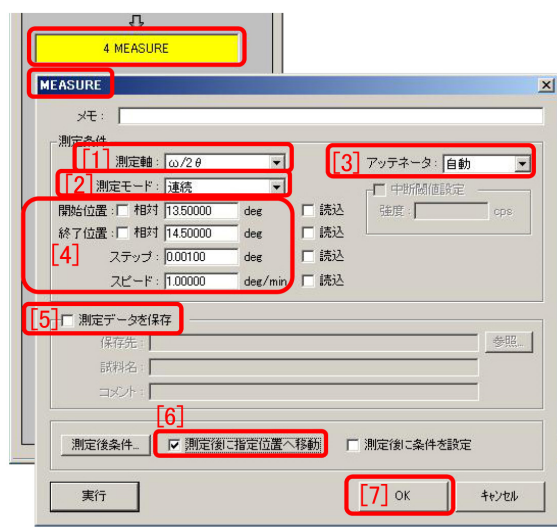 4 MEASURE
MEASURE
メモ:
測定条件
[1] 測定軸: ω/2θ
[3] アッテネータ: 自動
[2] 測定モード: 連続
中断閾値設定
強度: cps
開始位置: 相対 13.50000 deg 読込
終了位置: 相対 14.50000 deg 読込
[4] ステップ: 0.00100 deg 読込
スピード: 1.00000 deg/min 読込
[5] 測定データを保存
保存先: 参照...
試料名:
コメント:
[6]
測定後条件... 測定後に指定位置へ移動 測定後に条件を設定
実行 [7] OK キャンセル